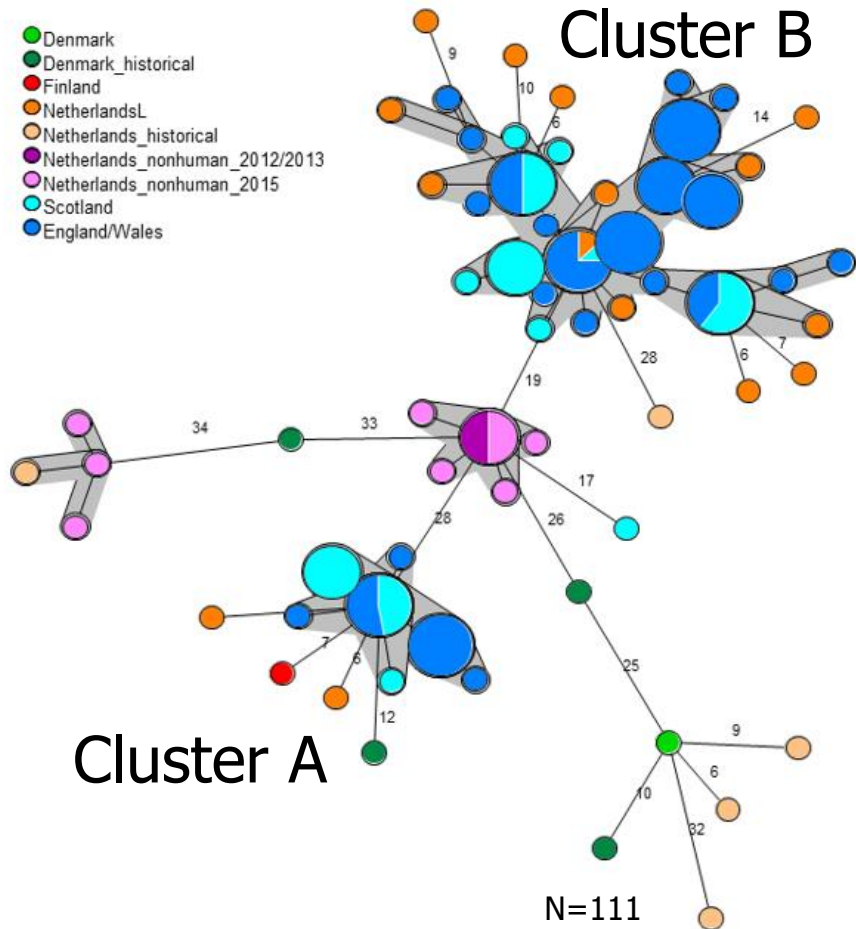 Cluster B
Denmark
Denmark_historical
Finland
NetherlandsL
Netherlands_historical
Netherlands_nonhuman_2012/2013
Netherlands_nonhuman_2015
Scotland
England/Wales
9
10
6
14
28
6
7
19
34
33
17
26
28
7
6
12
25
Cluster A
9
6
10
32
N=111